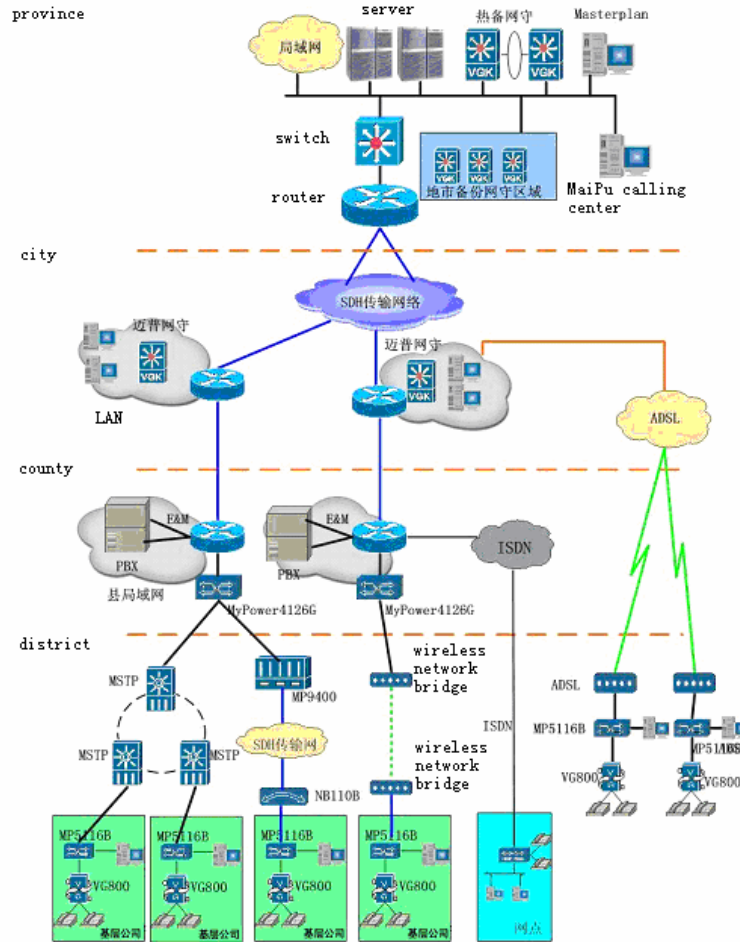 province
server
热备网守
Masterplan
局域网
VGK
VGK
switch
VGK
VGK
VGK
地市备份网守区域
MaiPu calling
center
router
city
SDH传输网络
迈普网守
VGK
迈普网守
VGK
LAN
ADSL
county
E&M
PBX
E&M
PBX
ISDN
县局域网
MyPower4126G
MyPower4126G
district
MSTP
MP9400
wireless
network
bridge
ADSL
ISDN
MP5116B
SDH传输网
MSTP
MSTP
wireless
network
bridge
VG800
VG800
NB110B
MP5116B
MP5116B
MP5116B
MP5116B
VG800
VG800
VG800
VG800
基层公司
基层公司
基层公司
基层公司
网点